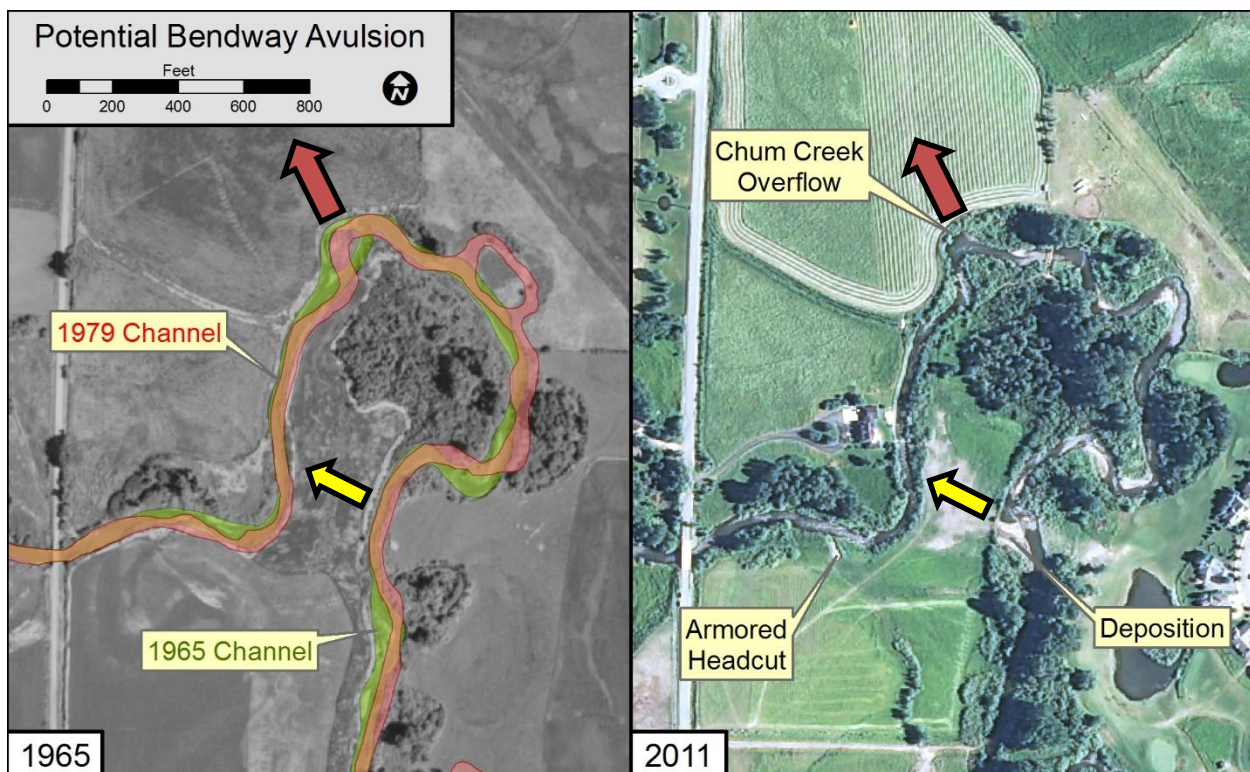 Potential Bendway Avulsion
Feet
0 200 400 600 800
N
1979 Channel
1965 Channel
1965
Chum Creek
Overflow
Armored
Headcut
Deposition
2011